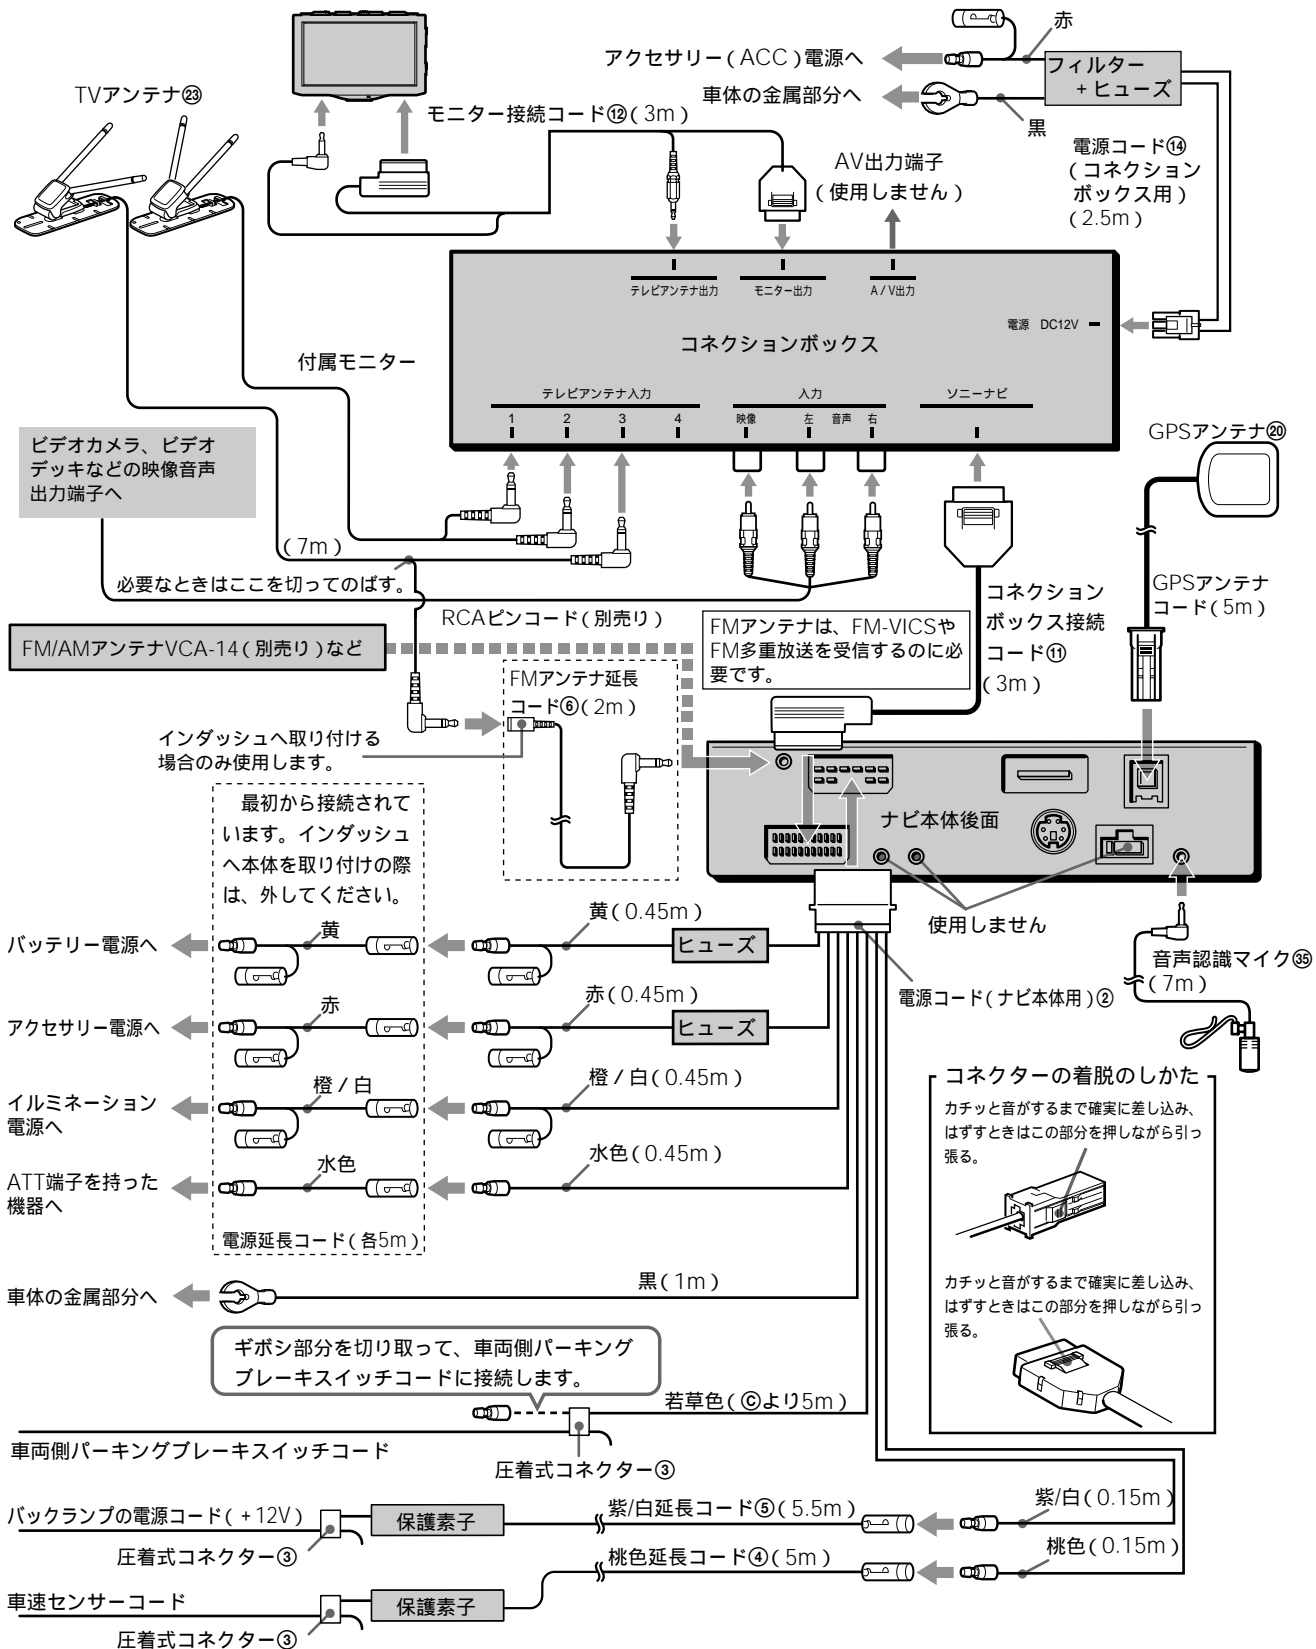 赤
アクセサリー(ACC)電源へ
フィルター
+ヒューズ
車体の金属部分へ
黒
TVアンテナ㉓
モニター接続コード⑫(3m)
AV出力端子
(使用しません)
電源コード⑭
(コネクション
ボックス用)
(2.5m)
テレビアンテナ出力
モニター出力
A/V出力
電源 DC12V
コネクションボックス
付属モニター
テレビアンテナ入力
1
2
3
4
入力
映像
左
音声
右
ソニーナビ
ビデオカメラ、ビデオ
デッキなどの映像音声
出力端子へ
GPSアンテナ⑳
(7m)
必要なときはここを切ってのばす。
RCAピンコード(別売り)
コネクション
ボックス接続
コード⑪
(3m)
GPSアンテナ
コード(5m)
FM/AMアンテナVCA-14(別売り)など
FMアンテナは、FM-VICSや
FM多重放送を受信するのに必
要です。
FMアンテナ延長
コード⑥(2m)
インダッシュへ取り付ける
場合のみ使用します。
ナビ本体後面
使用しません
最初から接続されて
います。インダッシュ
へ本体を取り付けの際
は、外してください。
バッテリー電源へ
黄
黄(0.45m)
ヒューズ
アクセサリー電源へ
赤
赤(0.45m)
ヒューズ
電源コード(ナビ本体用)②
音声認識マイク㉟
(7m)
イルミネーション
電源へ
橙/白
橙/白(0.45m)
ATT端子を持った
機器へ
水色
水色(0.45m)
電源延長コード(各5m)
コネクターの着脱のしかた
カチッと音がするまで確実に差し込み、
はずすときはこの部分を押しながら引っ
張る。
カチッと音がするまで確実に差し込み、
はずすときはこの部分を押しながら引っ
張る。
車体の金属部分へ
黒(1m)
ギボシ部分を切り取って、車両側パーキング
ブレーキスイッチコードに接続します。
若草色(Ⓒより5m)
車両側パーキングブレーキスイッチコード
圧着式コネクター③
バックランプの電源コード(+12V)
保護素子
紫/白延長コード⑤(5.5m)
紫/白(0.15m)
圧着式コネクター③
桃色延長コード④(5m)
桃色(0.15m)
車速センサーコード
保護素子
圧着式コネクター③